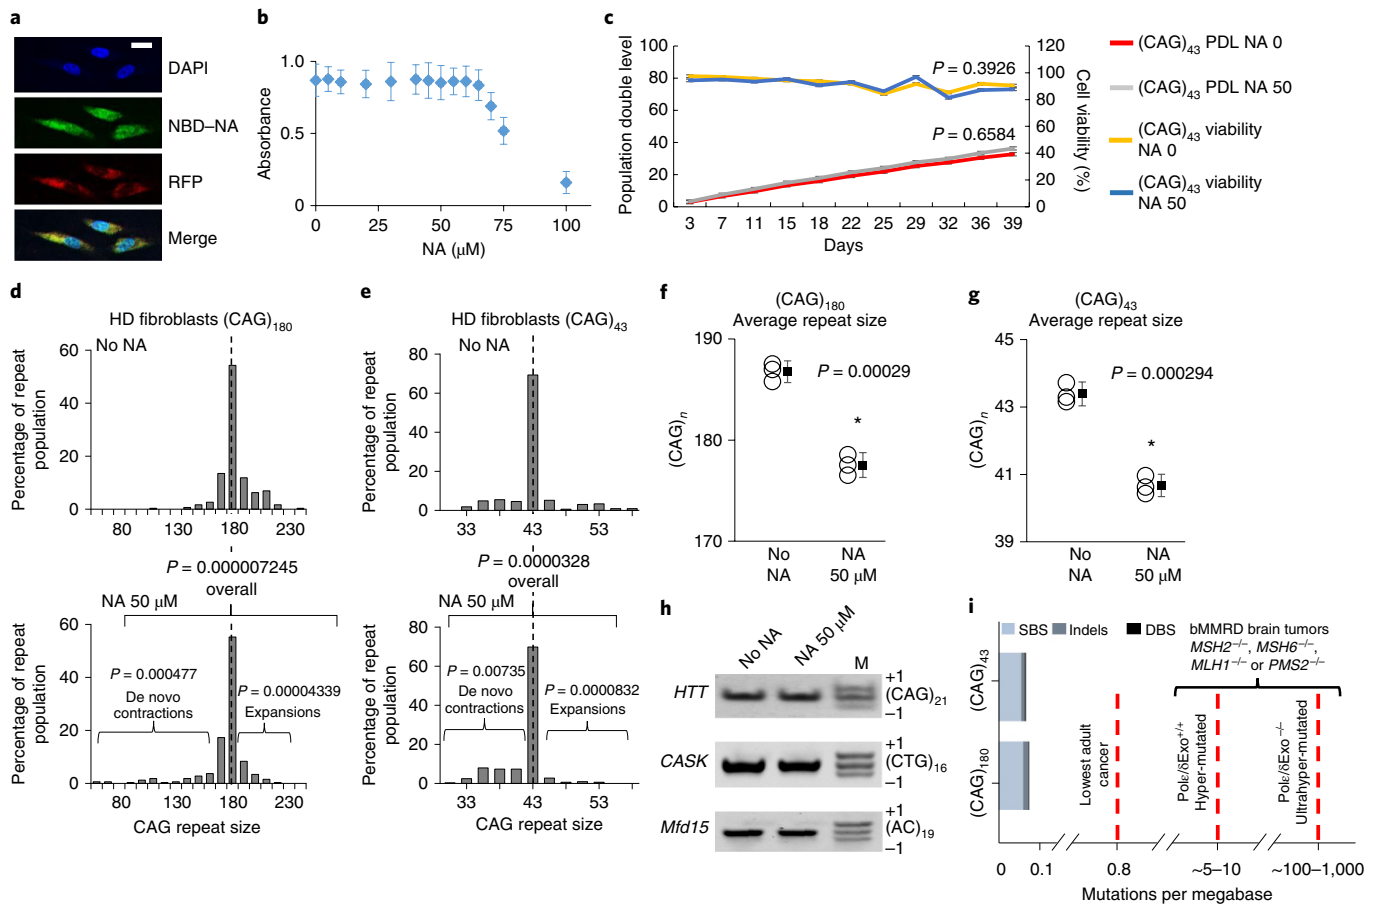 a
DAPI
NBD–NA
RFP
Merge
b
Absorbance
1.0
0.5
0
0 25 50 75 100
NA (μM)
c
Population double level
100
80
60
40
20
0
P = 0.3926
P = 0.6584
120
100
80
60
40
20
0
Cell viability (%)
3 7 11 15 18 22 25 29 32 36 39
Days
(CAG)43 PDL NA 0
(CAG)43 PDL NA 50
(CAG)43 viability
NA 0
(CAG)43 viability
NA 50
d
HD fibroblasts (CAG)180
No NA
Percentage of repeat
population
60
40
20
0
80 130 180 230
P = 0.000007245
overall
NA 50 μM
Percentage of repeat
population
60
40
20
0
P = 0.000477
De novo
contractions
P = 0.00004339
Expansions
80 130 180 230
CAG repeat size
e
HD fibroblasts (CAG)43
No NA
Percentage of repeat
population
80
60
40
20
0
33 43 53
P = 0.0000328
overall
NA 50 μM
Percentage of repeat
population
80
60
40
20
0
P = 0.00735
De novo
contractions
P = 0.0000832
Expansions
33 43 53
CAG repeat size
f
(CAG)180
Average repeat size
(CAG)n
190
180
170
P = 0.00029
*
No
NA
NA
50 μM
g
(CAG)43
Average repeat size
(CAG)n
45
43
41
39
P = 0.000294
*
No
NA
NA
50 μM
h
No NA
NA 50 μM
M
HTT
+1
(CAG)21
–1
CASK
+1
(CTG)16
–1
Mfd15
+1
(AC)19
–1
i
SBS Indels DBS
bMMRD brain tumors
MSH2–/–, MSH6–/–,
MLH1–/– or PMS2–/–
(CAG)43
(CAG)180
Lowest adult
cancer
Polε/δExo+/+
Hyper-mutated
Polε/δExo–/–
Ultrahyper-mutated
0 0.1 0.8 ~5–10 ~100–1,000
Mutations per megabase